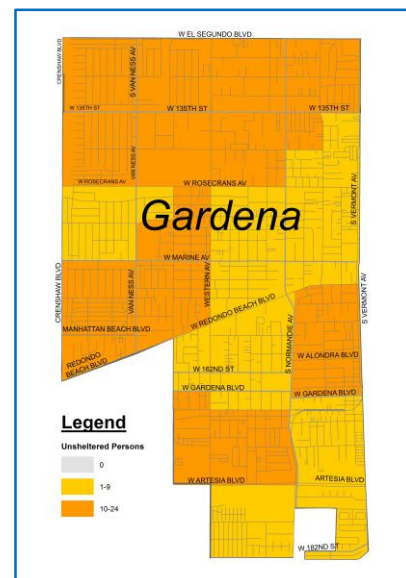 W EL SEGUNDO BLVD
CRENSHAW BLVD
S VAN NESS AV
W 135TH ST
W 135TH ST
VAN NESS AV
S VERMONT AV
W ROSECRANS AV
W ROSECRANS AV
Gardena
W MARINE AV
CRENSHAW BLVD
VAN NESS AV
WESTERN AV
S VERMONT AV
MANHATTAN BEACH BLVD
W REDONDO BEACH BLVD
S NORMANDIE AV
REDONDO
BEACH BLVD
W ALONDRA BLVD
W 162ND ST
W GARDENA BLVD
W GARDENA BLVD
Legend
Unsheltered Persons
0
1-9
10-24
W ARTESIA BLVD
ARTESIA BLVD
W 182ND ST